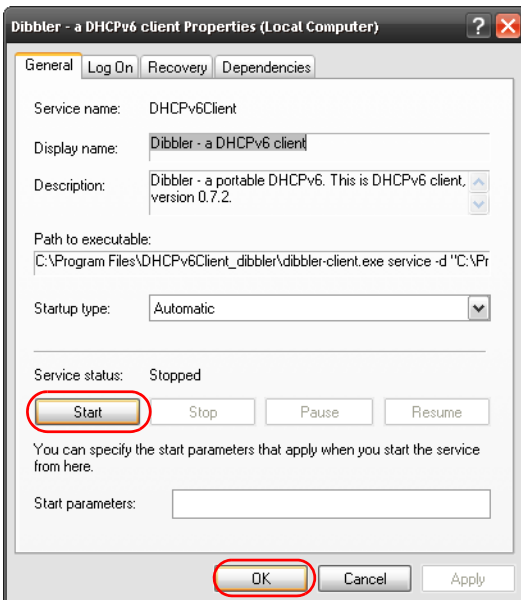 Dibbler - a DHCPv6 client Properties (Local Computer)
General Log On Recovery Dependencies
Service name: DHCPv6Client
Display name: Dibbler - a DHCPv6 client
Description: Dibbler - a portable DHCPv6. This is DHCPv6 client,
version 0.7.2.
Path to executable:
C:\Program Files\DHCPv6Client_dibbler\dibbler-client.exe service -d "C:\Pr
Startup type: Automatic
Service status: Stopped
Start Stop Pause Resume
You can specify the start parameters that apply when you start the service
from here.
Start parameters:
OK Cancel Apply